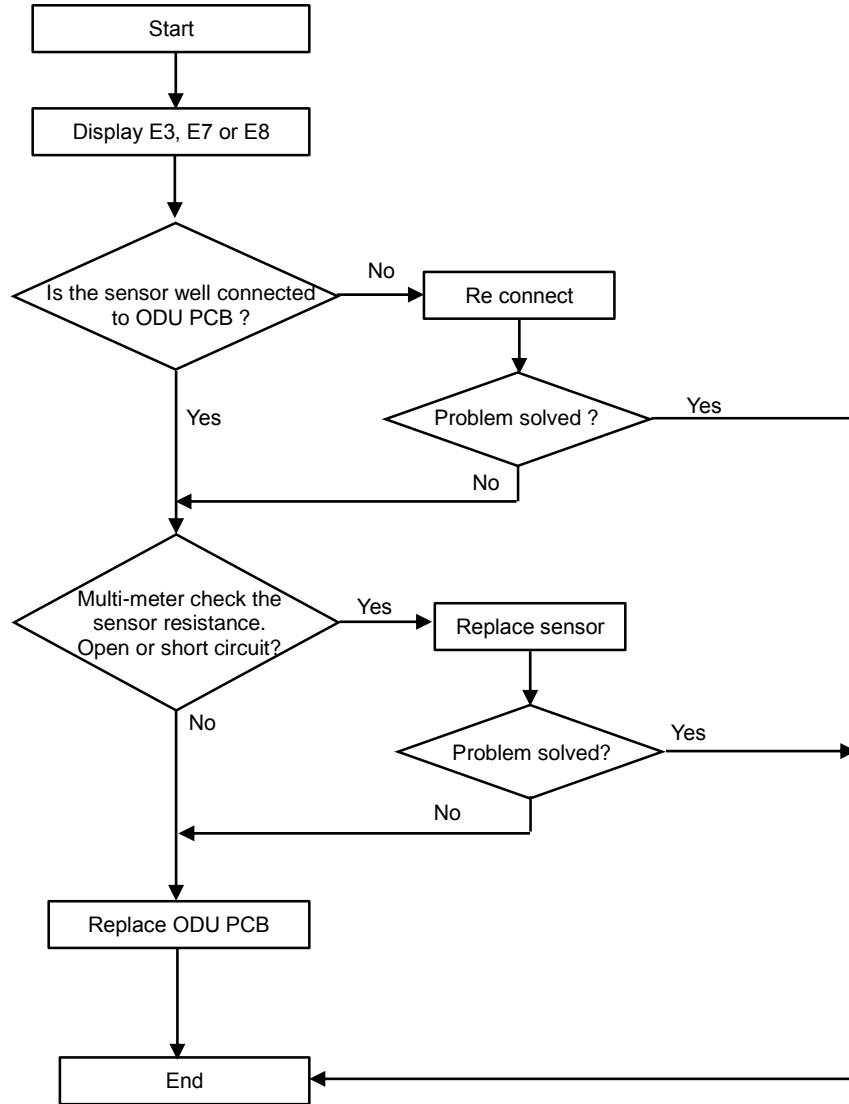 Start
Display E3, E7 or E8
Is the sensor well connected
to ODU PCB ?
No
Re connect
Yes
Problem solved ?
Yes
No
Multi-meter check the
sensor resistance.
Open or short circuit?
Yes
Replace sensor
No
Problem solved?
Yes
No
Replace ODU PCB
End